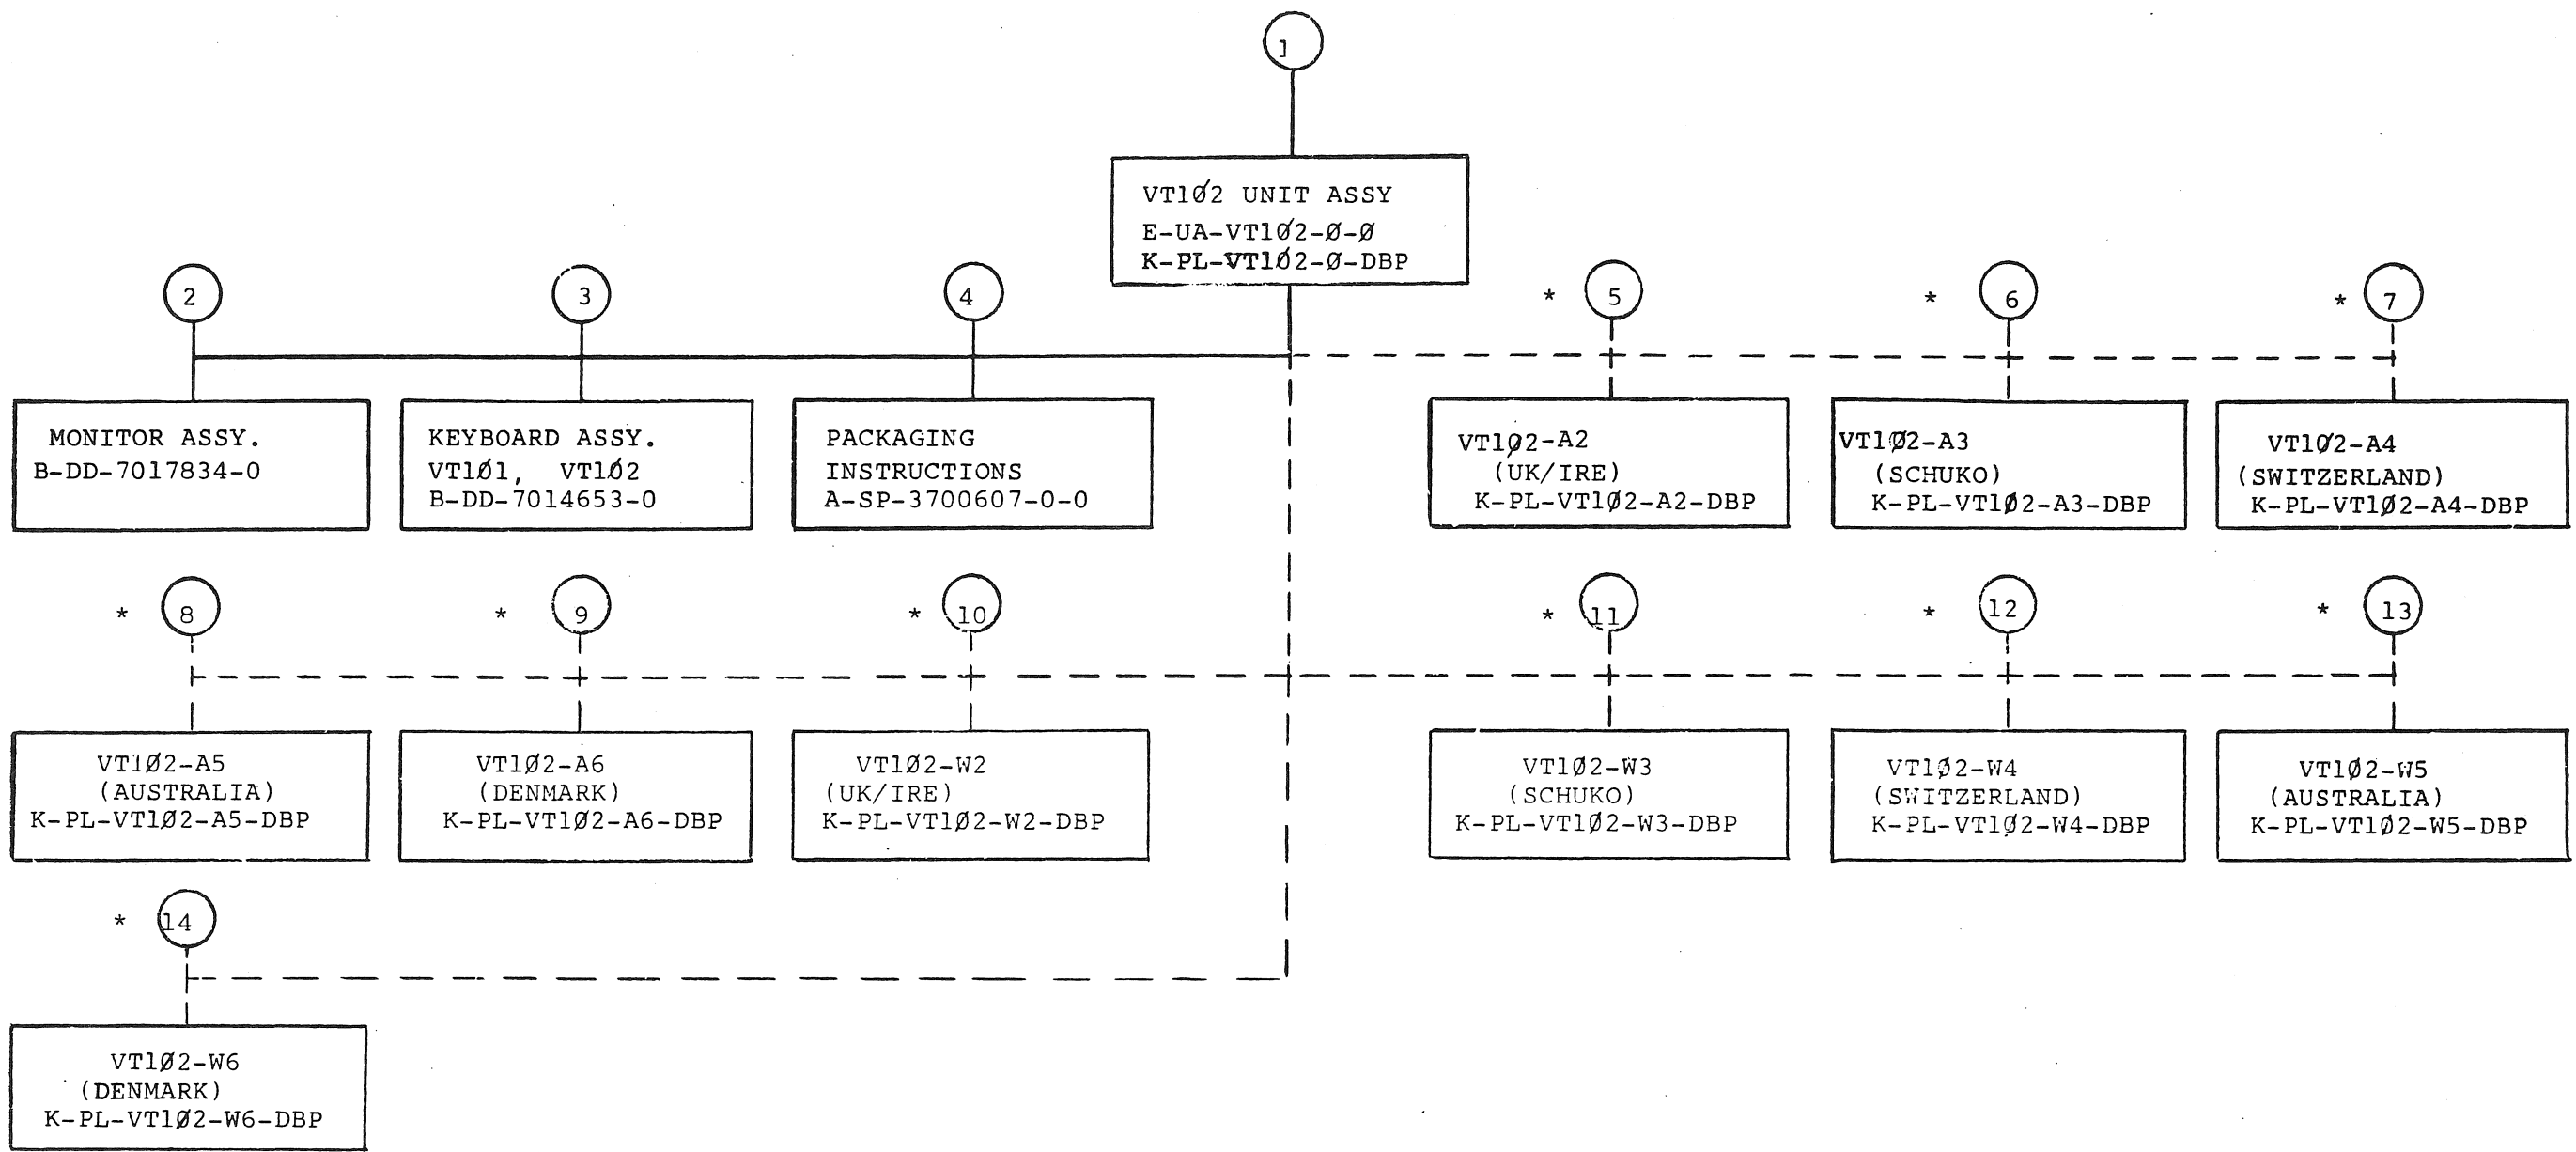 1
VT1Ø2 UNIT ASSY
E-UA-VT1Ø2-Ø-Ø
K-PL-VT1Ø2-Ø-DBP
2
3
4
* 5
* 6
* 7
MONITOR ASSY.
B-DD-7017834-0
KEYBOARD ASSY.
VT1Ø1, VT1Ø2
B-DD-7014653-0
PACKAGING
INSTRUCTIONS
A-SP-3700607-0-0
VT1Ø2-A2
(UK/IRE)
K-PL-VT1Ø2-A2-DBP
VT1Ø2-A3
(SCHUKO)
K-PL-VT1Ø2-A3-DBP
VT1Ø2-A4
(SWITZERLAND)
K-PL-VT1Ø2-A4-DBP
* 8
* 9
* 10
* 11
* 12
* 13
VT1Ø2-A5
(AUSTRALIA)
K-PL-VT1Ø2-A5-DBP
VT1Ø2-A6
(DENMARK)
K-PL-VT1Ø2-A6-DBP
VT1Ø2-W2
(UK/IRE)
K-PL-VT1Ø2-W2-DBP
VT1Ø2-W3
(SCHUKO)
K-PL-VT1Ø2-W3-DBP
VT1Ø2-W4
(SWITZERLAND)
K-PL-VT1Ø2-W4-DBP
VT1Ø2-W5
(AUSTRALIA)
K-PL-VT1Ø2-W5-DBP
* 14
VT1Ø2-W6
(DENMARK)
K-PL-VT1Ø2-W6-DBP